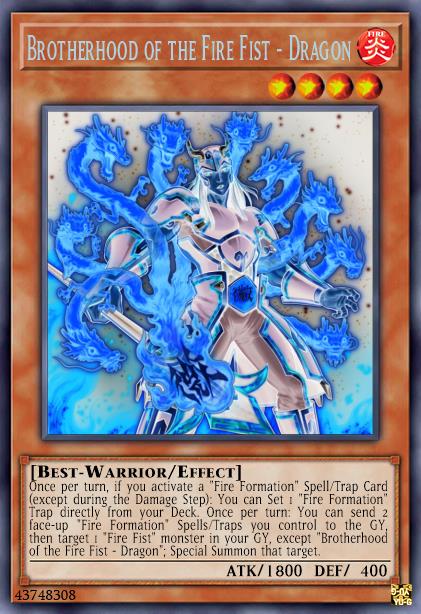 BROTHERHOOD OF THE FIRE FIST - DRAGON
FIRE
炎
[BEST-WARRIOR/EFFECT]
Once per turn, if you activate a "Fire Formation" Spell/Trap Card
(except during the Damage Step): You can Set 1 "Fire Formation"
Trap directly from your Deck. Once per turn: You can send 2
face-up "Fire Formation" Spells/Traps you control to the GY,
then target 1 "Fire Fist" monster in your GY, except "Brotherhood
of the Fire Fist - Dragon"; Special Summon that target.
ATK/1800 DEF/ 400
43748308